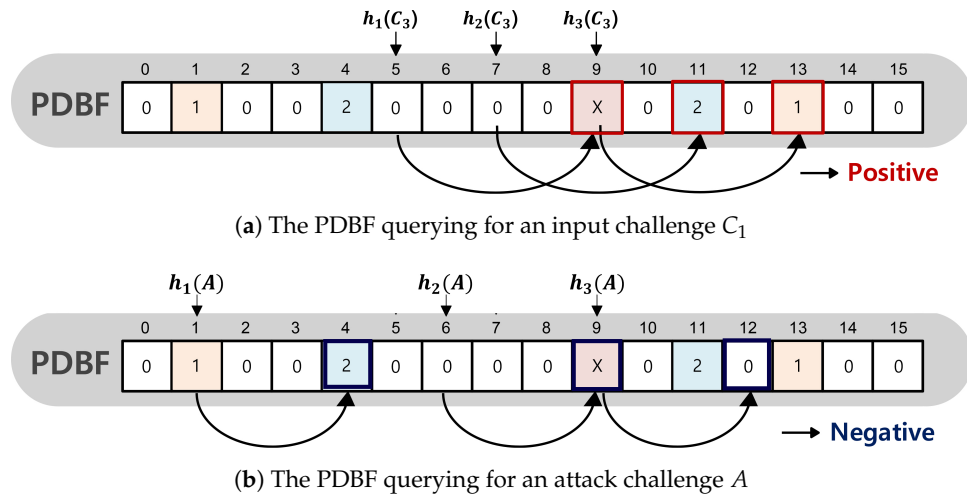 h₁(C₃) h₂(C₃) h₃(C₃)
0 1 2 3 4 5 6 7 8 9 10 11 12 13 14 15
PDBF 0 1 0 0 2 0 0 0 0 X 0 2 0 1 0 0
Positive
(a) The PDBF querying for an input challenge C₁
h₁(A) h₂(A) h₃(A)
0 1 2 3 4 5 6 7 8 9 10 11 12 13 14 15
PDBF 0 1 0 0 2 0 0 0 0 X 0 2 0 1 0 0
Negative
(b) The PDBF querying for an attack challenge A